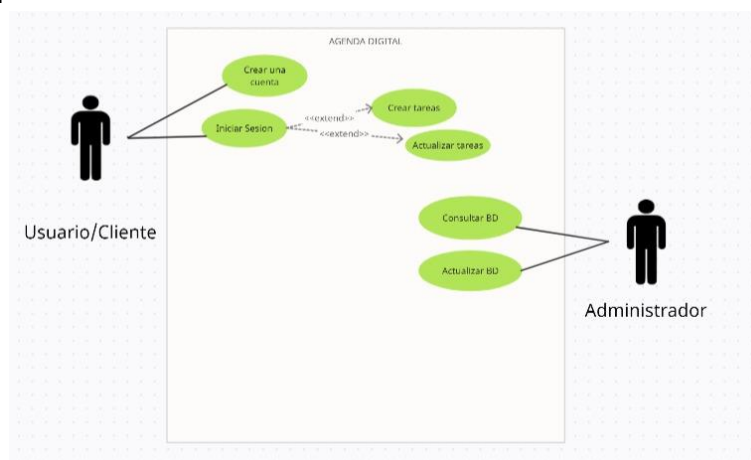 AGENDA DIGITAL
Crear una
cuenta
Iniciar Sesion
<<extend>>
<<extend>>
Crear tareas
Actualizar tareas
Usuario/Cliente
Consultar BD
Actualizar BD
Administrador